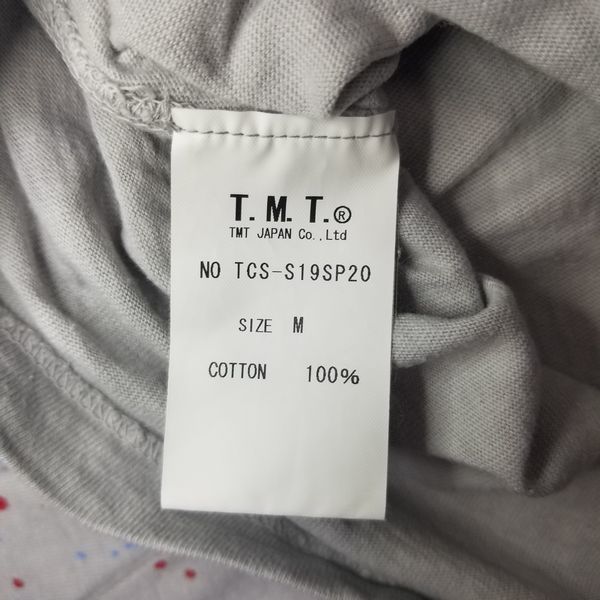 T.M.T.®
TMT JAPAN Co.,Ltd
NO TCS-S19SP20
SIZE M
COTTON 100%